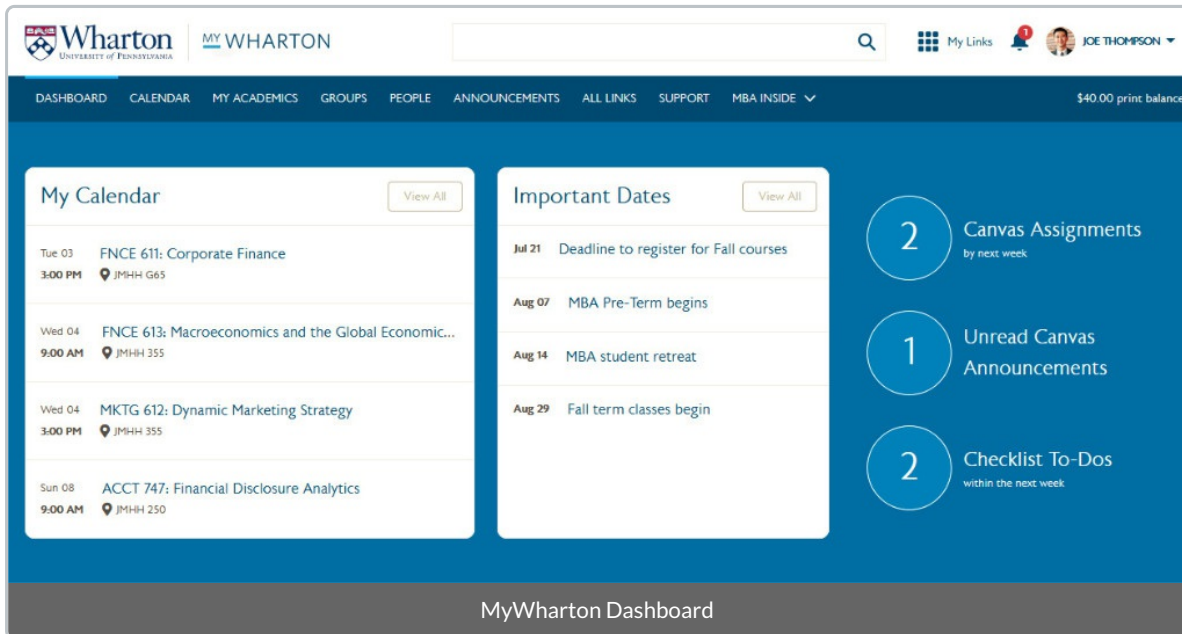 Wharton
UNIVERSITY of PENNSYLVANIA
MY WHARTON
My Links
1
JOE THOMPSON
DASHBOARD CALENDAR MY ACADEMICS GROUPS PEOPLE ANNOUNCEMENTS ALL LINKS SUPPORT MBA INSIDE $40.00 print balance
My Calendar
View All
Tue 03 FNCE 611: Corporate Finance
3:00 PM JMHH G65
Wed 04 FNCE 613: Macroeconomics and the Global Economic...
9:00 AM JMHH 355
Wed 04 MKTG 612: Dynamic Marketing Strategy
3:00 PM JMHH 355
Sun 08 ACCT 747: Financial Disclosure Analytics
9:00 AM JMHH 250
Important Dates
View All
Jul 21 Deadline to register for Fall courses
Aug 07 MBA Pre-Term begins
Aug 14 MBA student retreat
Aug 29 Fall term classes begin
2
Canvas Assignments
by next week
1
Unread Canvas
Announcements
2
Checklist To-Dos
within the next week
MyWharton Dashboard